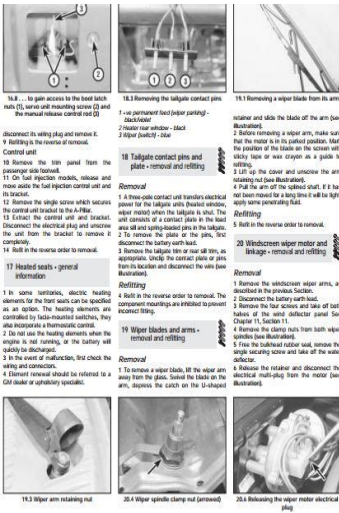 16.8 . . . to gain access to the boot latch
nuts (1), servo unit mounting screw (2) and
the manual release control rod (3)
disconnect its wiring plug and remove it.
9 Refitting is the reverse of removal.
Control unit
10 Remove the trim panel from the
passenger side footwell.
11 On fuel injection models, release and
move aside the fuel injection control unit and
its bracket.
12 Remove the single screw which secures
the control unit bracket to the A-Pillar.
13 Extract the control unit and bracket.
Disconnect the electrical plug and unscrew
the unit from the bracket to remove it
completely.
14 Refit in the reverse order to removal.
17 Heated seats - general
information
1 In some territories, electric heating
elements for the front seats can be specified
as an option. The heating elements are
controlled by facia-mounted switches, they
also incorporate a thermostatic control.
2 Do not use the heating elements when the
engine is not running, or the battery will
quickly be discharged.
3 In the event of malfunction, first check the
wiring and connectors.
4 Element renewal should be referred to a
GM dealer or upholstery specialist.
19.3 Wiper arm retaining nut
18.3 Removing the tailgate contact pins
1 +ve permanent feed (wiper parking) -
black/violet
2 Heater rear window - black
3 Wiper (switch) - blue
18 Tailgate contact pins and
plate - removal and refitting
Removal
1 A three-pole contact unit transfers electrical
power for the tailgate units (heated window,
wiper motor) when the tailgate is shut. The
unit consists of a contact plate in the load
area sill and spring-loaded pins in the tailgate.
2 To remove the plate or the pins, first
disconnect the battery earth lead.
3 Remove the tailgate trim or rear sill trim, as
appropriate. Unclip the contact plate or pins
from its location and disconnect the wire (see
illustration).
Refitting
4 Refit in the reverse order to removal. The
component mountings are inhibited to prevent
incorrect fitting.
19 Wiper blades and arms -
removal and refitting
Removal
1 To remove a wiper blade, lift the wiper arm
away from the glass. Swivel the blade on the
arm, depress the catch on the U-shaped
20.4 Wiper spindle clamp nut (arrowed)
19.1 Removing a wiper blade from its arm
retainer and slide the blade off the arm (see
illustration).
2 Before removing a wiper arm, make sure
that the motor is in its parked position. Mark
the position of the blade on the screen with
sticky tape or wax crayon as a guide to
refitting.
3 Lift up the cover and unscrew the arm
retaining nut (see illustration).
4 Pull the arm off the splined shaft. If it has
not been moved for a long time it will be tight,
apply some penetrating fluid.
Refitting
5 Refit in the reverse order to removal.
20 Windscreen wiper motor and
linkage - removal and refitting
Removal
1 Remove the windscreen wiper arms, as
described in the previous Section.
2 Disconnect the battery earth lead.
3 Remove the four screws and take off both
halves of the wind deflector panel See
Chapter 11, Section 11.
4 Remove the clamp nuts from both wiper
spindles (see illustration).
5 Free the bulkhead rubber seal, remove the
single securing screw and take off the water
deflector.
6 Release the retainer and disconnect the
electrical multi-plug from the motor (see
illustration).
20.6 Releasing the wiper motor electrical
plug